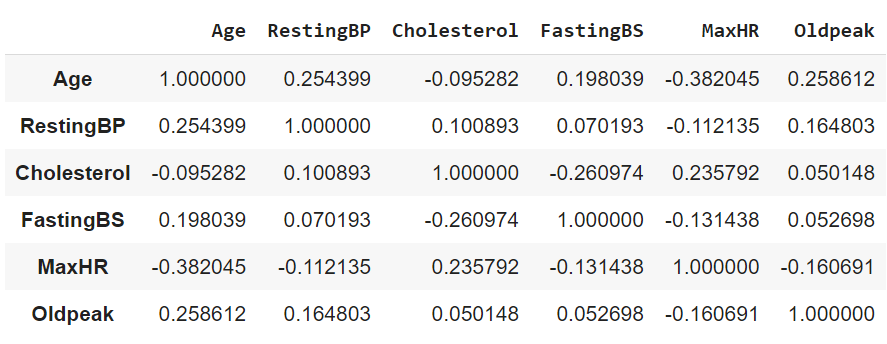 Age RestingBP Cholesterol FastingBS MaxHR Oldpeak
Age 1.000000 0.254399 -0.095282 0.198039 -0.382045 0.258612
RestingBP 0.254399 1.000000 0.100893 0.070193 -0.112135 0.164803
Cholesterol -0.095282 0.100893 1.000000 -0.260974 0.235792 0.050148
FastingBS 0.198039 0.070193 -0.260974 1.000000 -0.131438 0.052698
MaxHR -0.382045 -0.112135 0.235792 -0.131438 1.000000 -0.160691
Oldpeak 0.258612 0.164803 0.050148 0.052698 -0.160691 1.000000